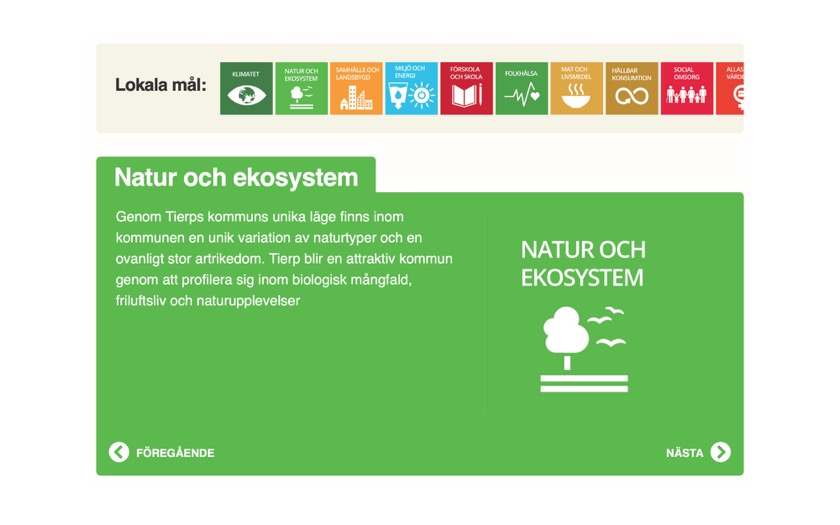 Lokala mål:
KLIMATET
NATUR OCH
EKOSYSTEM
SAMHÄLLE OCH
LANDSBYGD
MILJÖ OCH
ENERGI
FÖRSKOLA
OCH SKOLA
FOLKHÄLSA
MAT OCH
LIVSMEDEL
HÅLLBAR
KONSUMTION
SOCIAL
OMSORG
ALLAS
VÄRDE
Natur och ekosystem
Genom Tierps kommuns unika läge finns inom
kommunen en unik variation av naturtyper och en
ovanligt stor artrikedom. Tierp blir en attraktiv kommun
genom att profilera sig inom biologisk mångfald,
friluftsliv och naturupplevelser
NATUR OCH
EKOSYSTEM
FÖREGÅENDE
NÄSTA